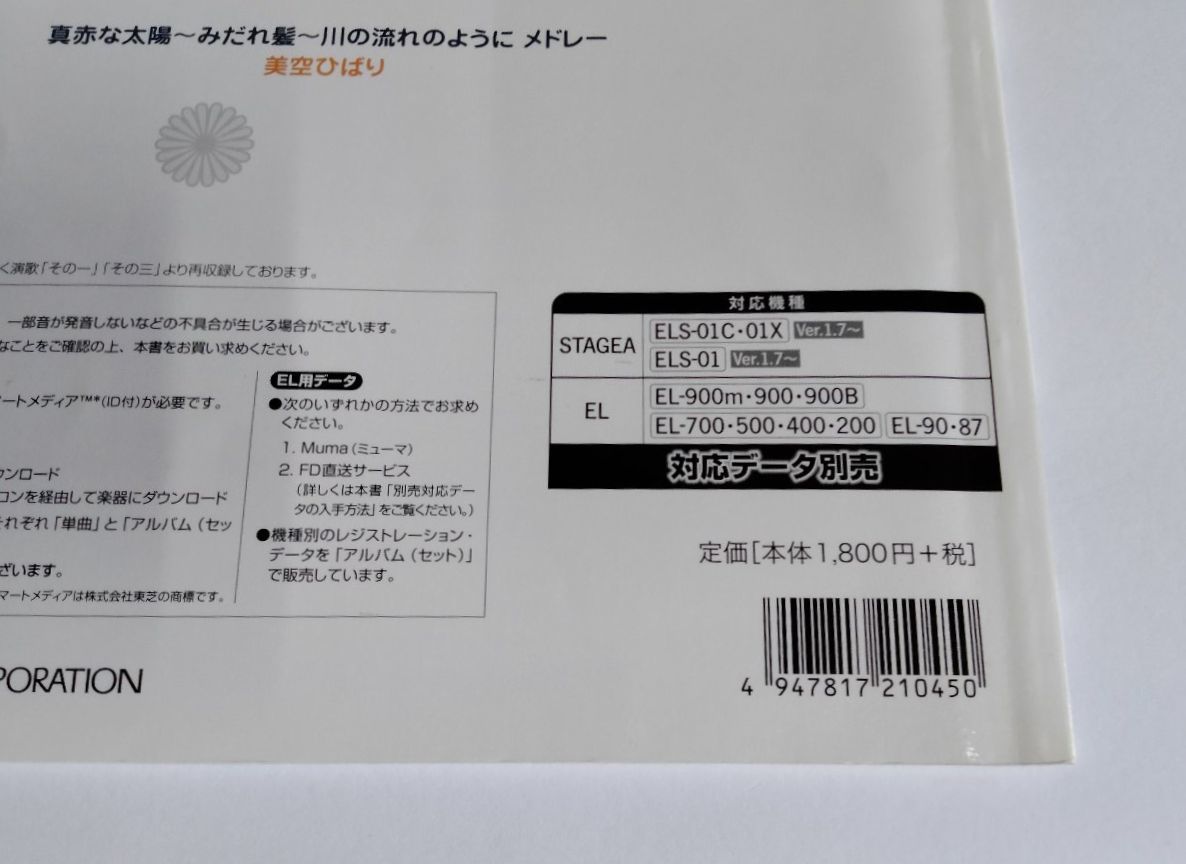 真赤な太陽〜みだれ髪〜川の流れのように メドレー
美空ひばり
く演歌「その一」「その三」より再収録しております。
一部音が発音しないなどの不具合が生じる場合がございます。
なことをご確認の上、本書をお買い求めください。
ートメディア™*(ID付)が必要です。
ウンロード
コンを経由して楽器にダウンロード
それぞれ「単曲」と「アルバム（セッ
ざいます。
マートメディアは株式会社東芝の商標です。
EL用データ
●次のいずれかの方法でお求め
ください。
1. Muma（ミューマ）
2. FD直送サービス
（詳しくは本書「別売対応デー
タの入手方法」をご覧ください。）
●機種別のレジストレーション・
データを「アルバム（セット）」
で販売しています。
PORATION
対応機種
STAGEA
ELS-01C・01X Ver.1.7〜
ELS-01 Ver.1.7〜
EL
EL-900m・900・900B
EL-700・500・400・200 EL-90・87
対応データ別売
定価[本体1,800円＋税]
4 947817 210450